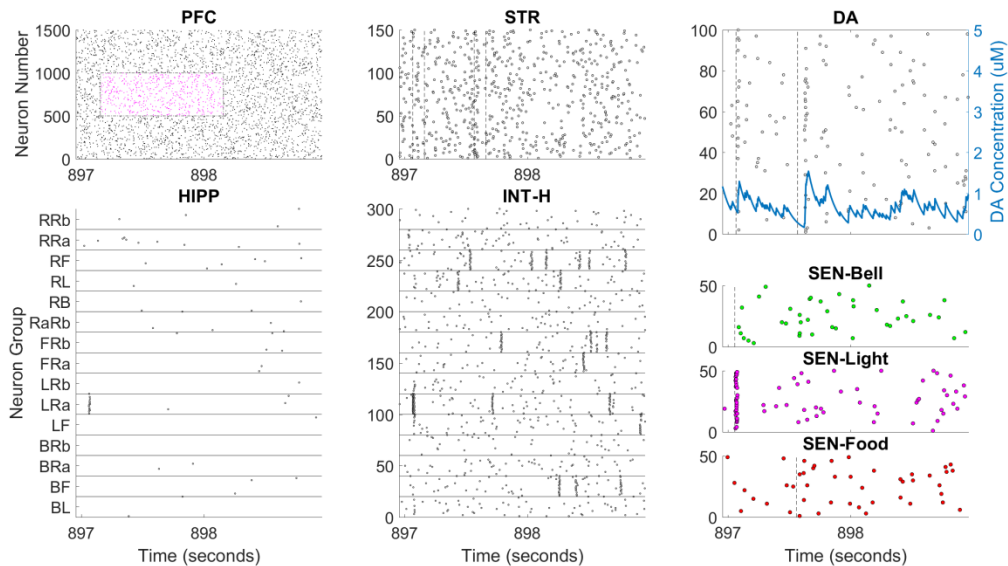 PFC
Neuron Number
1500
1000
500
0
897
898
STR
150
100
50
0
897
898
DA
100
80
60
40
20
0
5
4
3
2
1
0
DA Concentration (uM)
HIPP
Neuron Group
RRb
RRa
RF
RL
RB
RaRb
FRb
FRa
LRb
LRa
LF
BRb
BRa
BF
BL
897
898
Time (seconds)
INT-H
300
250
200
150
100
50
0
897
898
Time (seconds)
SEN-Bell
50
0
SEN-Light
50
0
SEN-Food
50
0
897
898
Time (seconds)